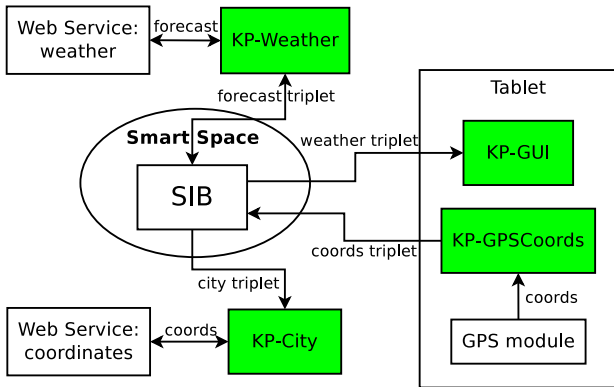 Web Service:
weather
forecast
KP-Weather
forecast triplet
Tablet
Smart Space
weather triplet
KP-GUI
SIB
KP-GPSCoords
coords triplet
city triplet
coords
Web Service:
coordinates
coords
KP-City
GPS module